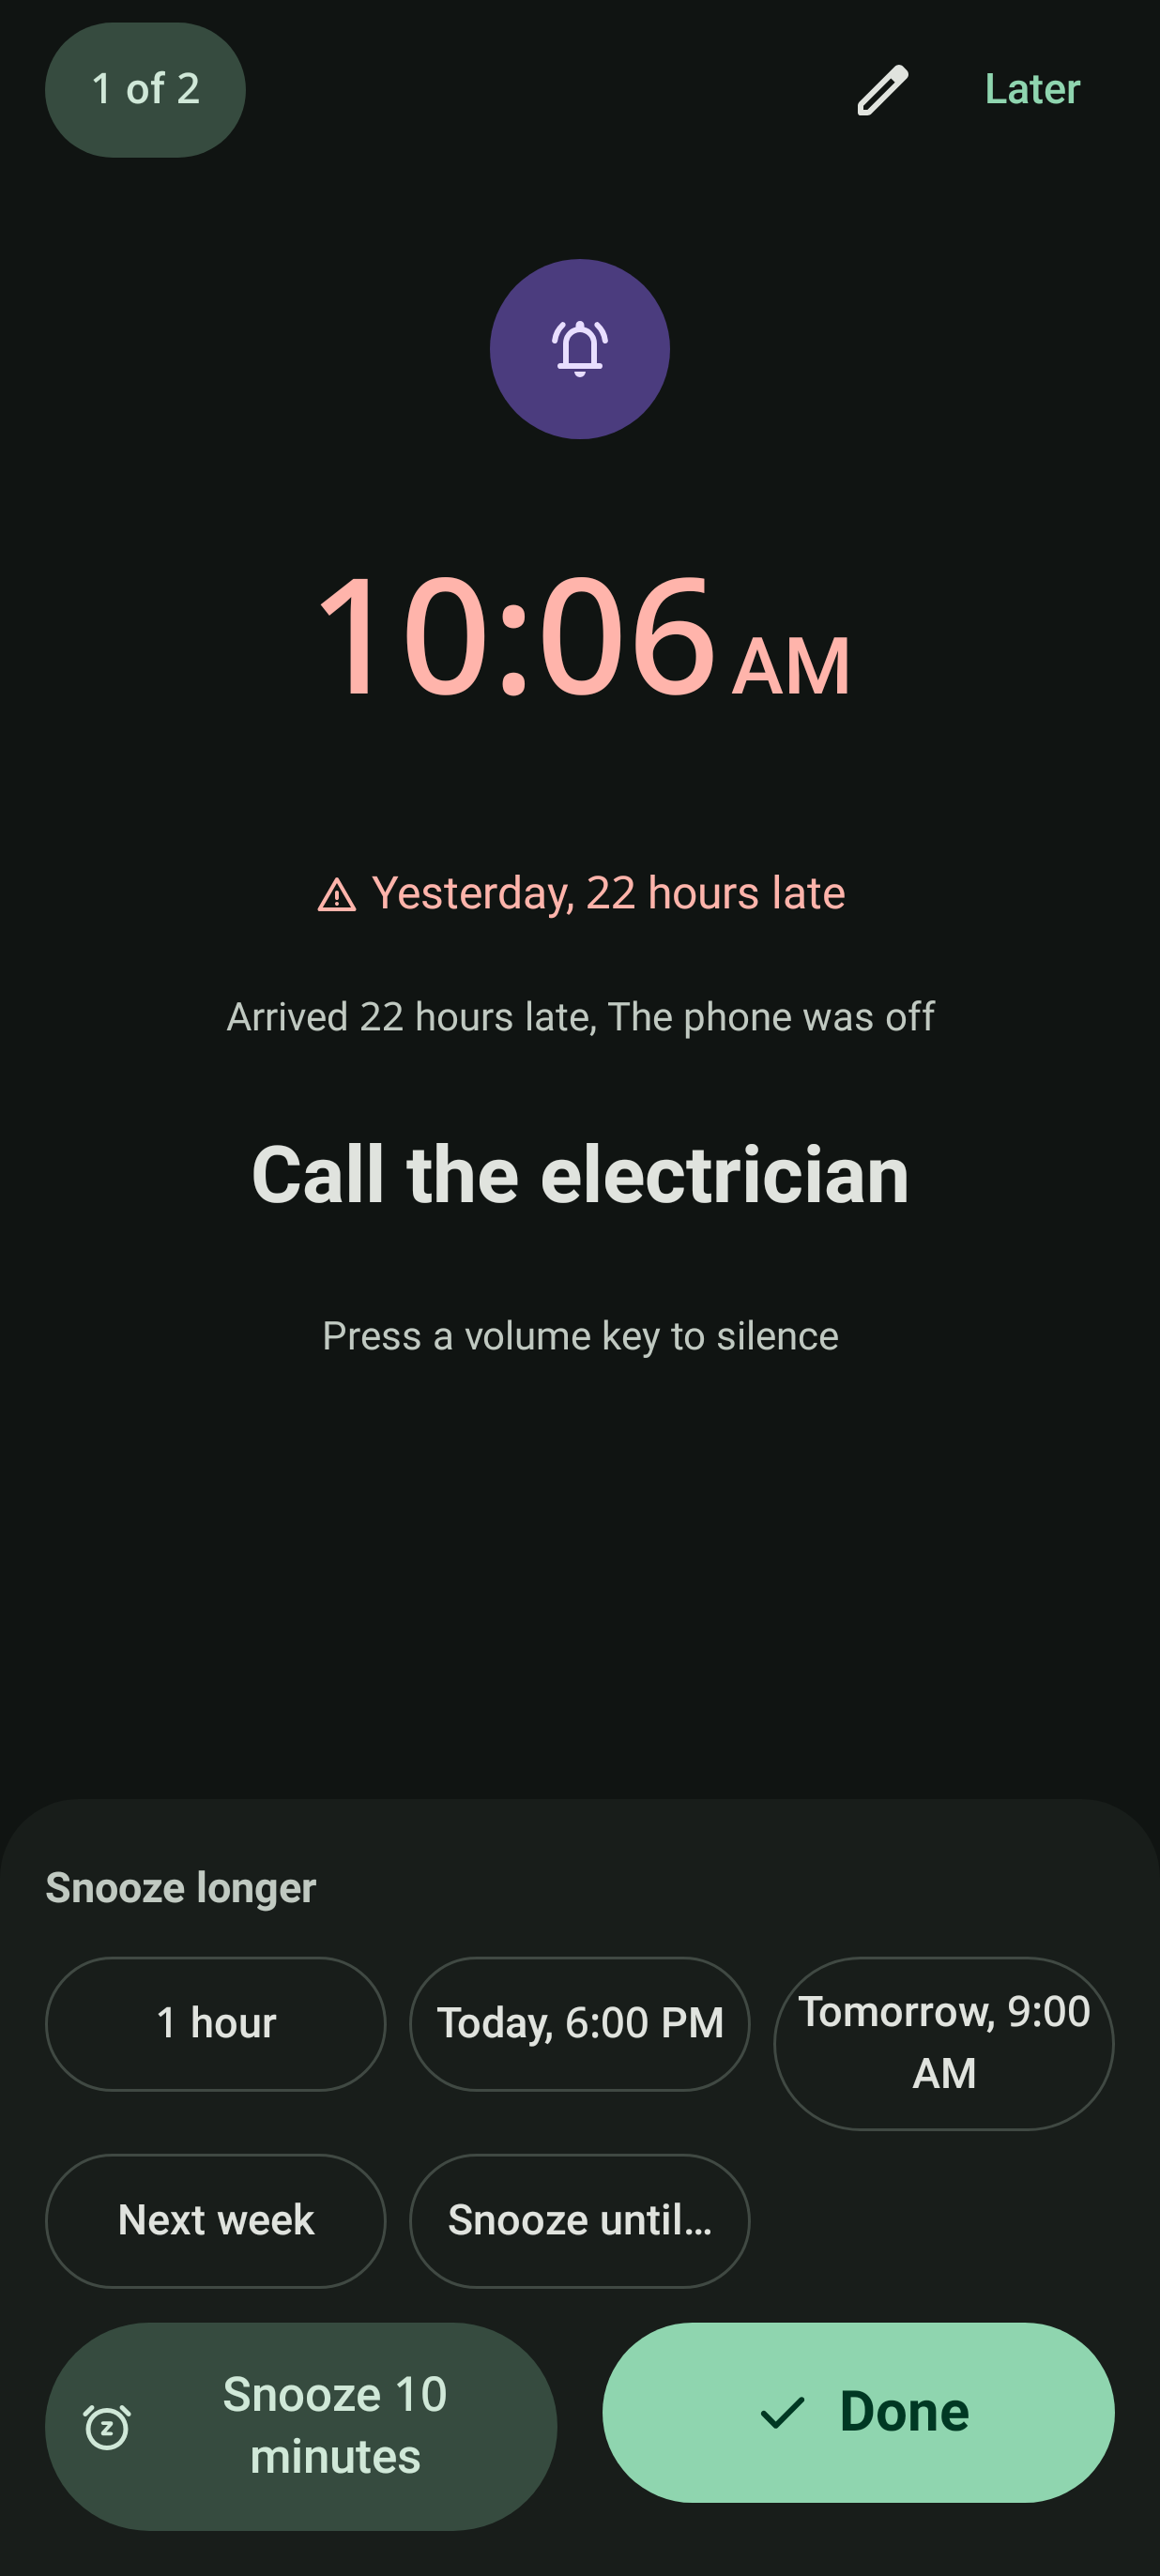 1 of 2
Later
10:06 AM
Yesterday, 22 hours late
Arrived 22 hours late, The phone was off
Call the electrician
Press a volume key to silence
Snooze longer
1 hour
Today, 6:00 PM
Tomorrow, 9:00
AM
Next week
Snooze until...
Snooze 10
minutes
Done